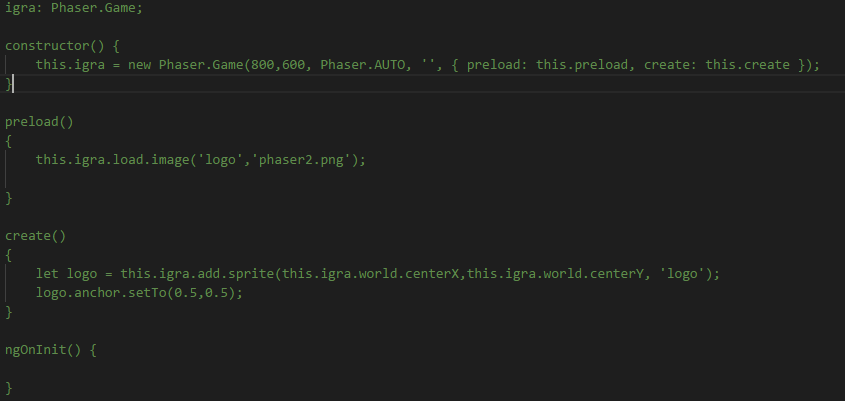 igra: Phaser.Game;
constructor() {
this.igra = new Phaser.Game(800,600, Phaser.AUTO, '', { preload: this.preload, create: this.create });
}
preload()
{
this.igra.load.image('logo','phaser2.png');
}
create()
{
let logo = this.igra.add.sprite(this.igra.world.centerX,this.igra.world.centerY, 'logo');
logo.anchor.setTo(0.5,0.5);
}
ngOnInit() {
}